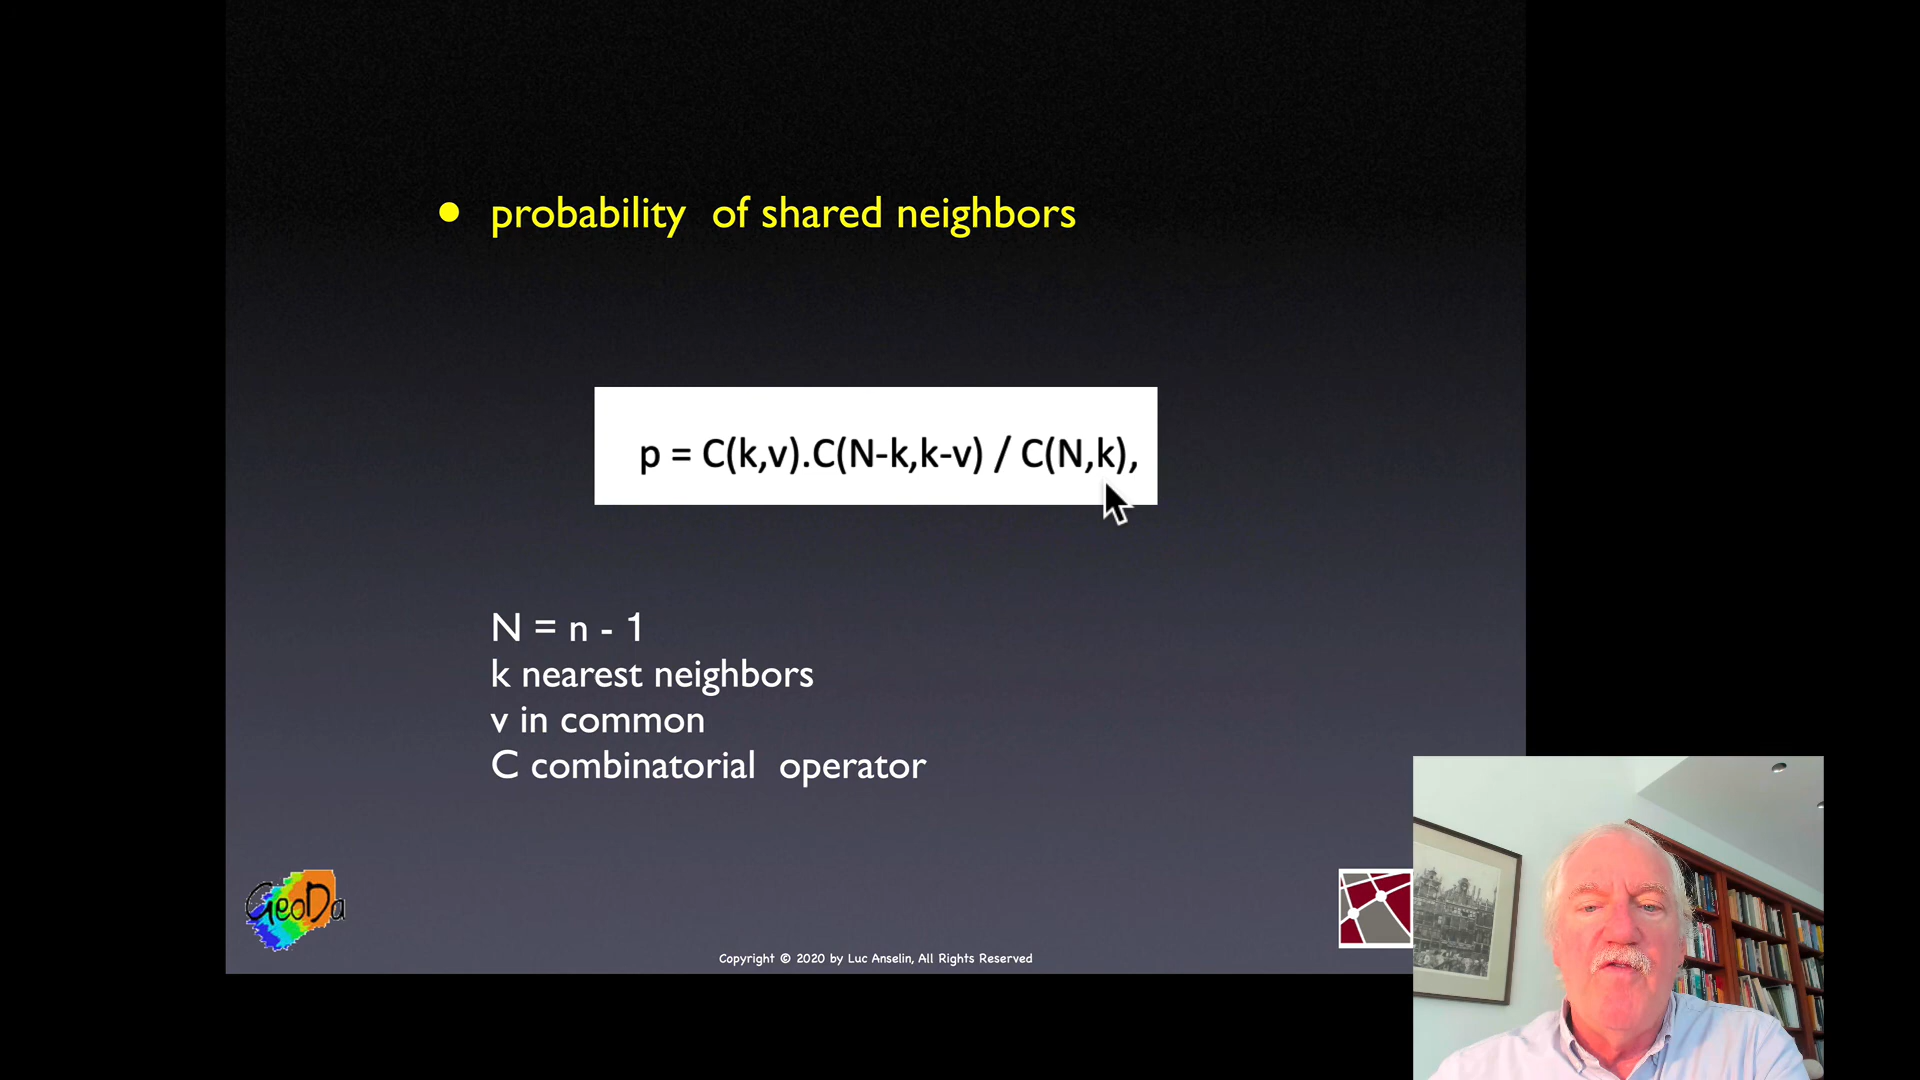 • probability of shared neighbors
p = C(k,v).C(N-k,k-v) / C(N,k),
N = n - 1
k nearest neighbors
v in common
C combinatorial operator
GeoDa
Copyright © 2020 by Luc Anselin, All Rights Reserved